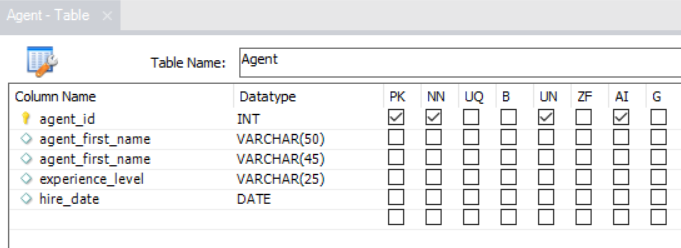 Agent - Table ×
Table Name: Agent
Column Name Datatype PK NN UQ B UN ZF AI G
agent_id INT
agent_first_name VARCHAR(50)
agent_first_name VARCHAR(45)
experience_level VARCHAR(25)
hire_date DATE